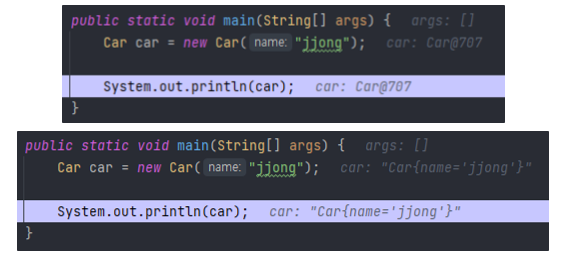 public static void main(String[] args) {  args: []
Car car = new Car( name: "jjong");  car: Car@707
System.out.println(car);  car: Car@707
}
public static void main(String[] args) {  args: []
Car car = new Car( name: "jjong");  car: "Car{name='jjong'}"
System.out.println(car);  car: "Car{name='jjong'}"
}